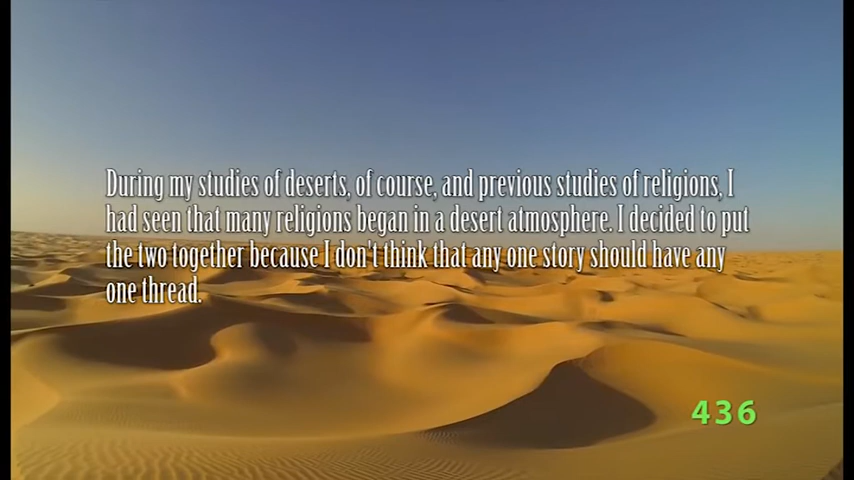 During my studies of deserts, of course, and previous studies of religions, I
had seen that many religions began in a desert atmosphere. I decided to put
the two together because I don't think that any one story should have any
one thread.
436